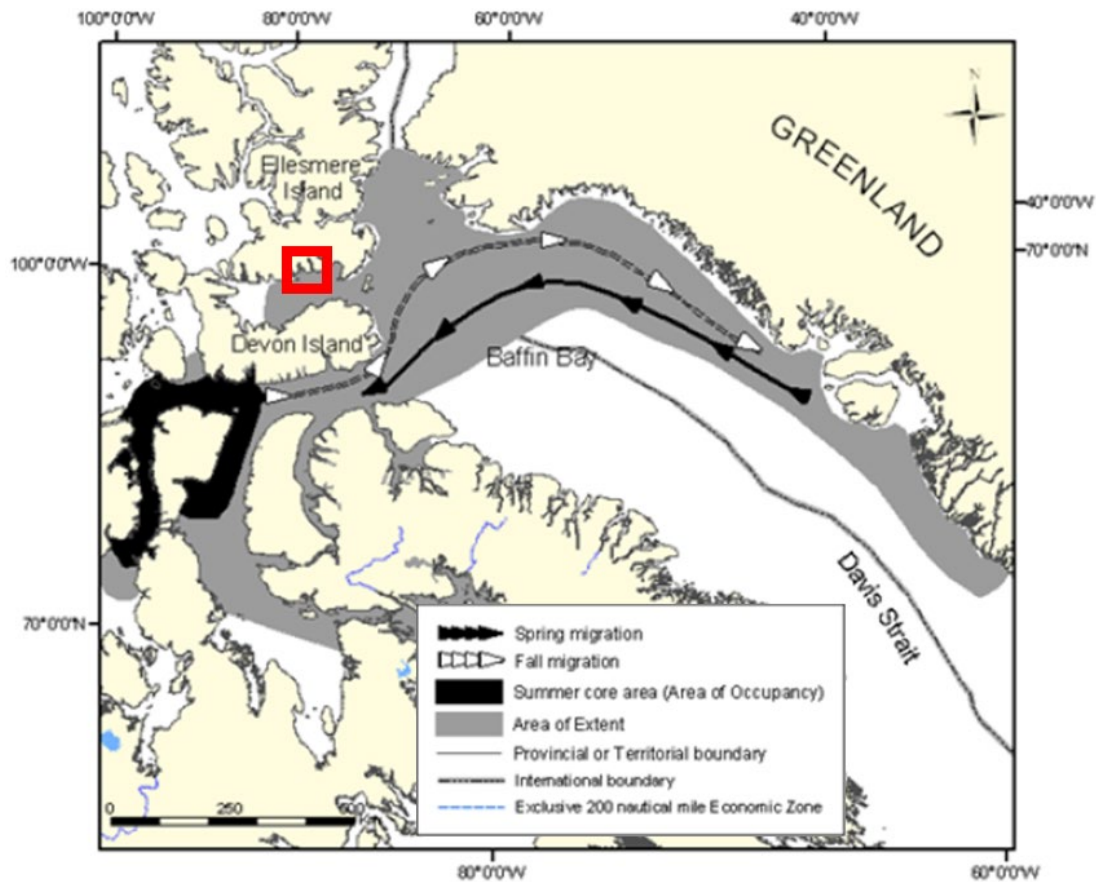 100°0'0"W 80°0'0"W 60°0'0"W 40°0'0"W
N
GREENLAND
Ellesmere
Island
40°0'0"W
70°0'0"N
100°0'0"W
Devon Island
Baffin Bay
Davis Strait
70°0'0"N
Spring migration
Fall migration
Summer core area (Area of Occupancy)
Area of Extent
Provincial or Territorial boundary
International boundary
Exclusive 200 nautical mile Economic Zone
0 250
80°0'0"W 60°0'0"W